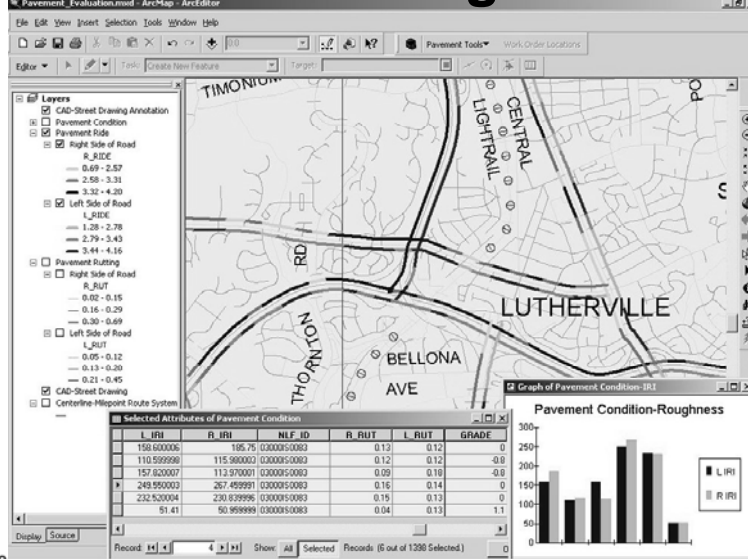 Pavement_Evaluation.mxd - ArcMap - ArcEditor
File Edit View Insert Selection Tools Window Help
Pavement Tools Work Order Locations
Editor Task: Create New Feature Target:
Layers
CAD-Street Drawing Annotation
Pavement Condition
Pavement Ride
Right Side of Road
R_RIDE
0.69 - 2.57
2.58 - 3.31
3.32 - 4.20
Left Side of Road
L_RIDE
1.28 - 2.78
2.79 - 3.43
3.44 - 4.16
Pavement Rutting
Right Side of Road
R_RUT
0.02 - 0.15
0.16 - 0.29
0.30 - 0.69
Left Side of Road
L_RUT
0.05 - 0.12
0.13 - 0.20
0.21 - 0.45
CAD-Street Drawing
Centerline-Milepoint Route System
Display Source
TIMONIUM
CENTRAL
LIGHTRAIL
RD
THORNTON
LUTHERVILLE
BELLONA
AVE
Selected Attributes of Pavement Condition
L_IRI R_IRI NLF_ID R_RUT L_RUT GRADE
158.600006 185.75 03000IS0083 0.13 0.12 0
110.599998 115.980003 03000IS0083 0.12 0.12 -0.8
157.820007 113.970001 03000IS0083 0.09 0.18 -0.8
249.550003 267.459991 03000IS0083 0.16 0.14 0
232.520004 230.839996 03000IS0083 0.15 0.13 0
51.41 50.959999 03000IS0083 0.04 0.13 1.1
Record: 4 Show: All Selected Records (6 out of 1398 Selected.)
Graph of Pavement Condition-IRI
Pavement Condition-Roughness
300
250
200
150
100
50
0
L IRI
R IRI